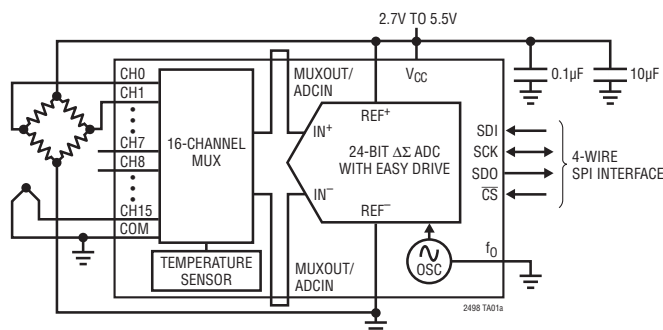 2.7V TO 5.5V
0.1µF
10µF
V_CC
MUXOUT/
ADCIN
CH0
CH1
CH7
CH8
CH15
COM
16-CHANNEL
MUX
REF+
IN+
24-BIT ΔΣ ADC
WITH EASY DRIVE
IN−
REF−
SDI
SCK
SDO
CS
4-WIRE
SPI INTERFACE
TEMPERATURE
SENSOR
MUXOUT/
ADCIN
OSC
fO
2498 TA01a